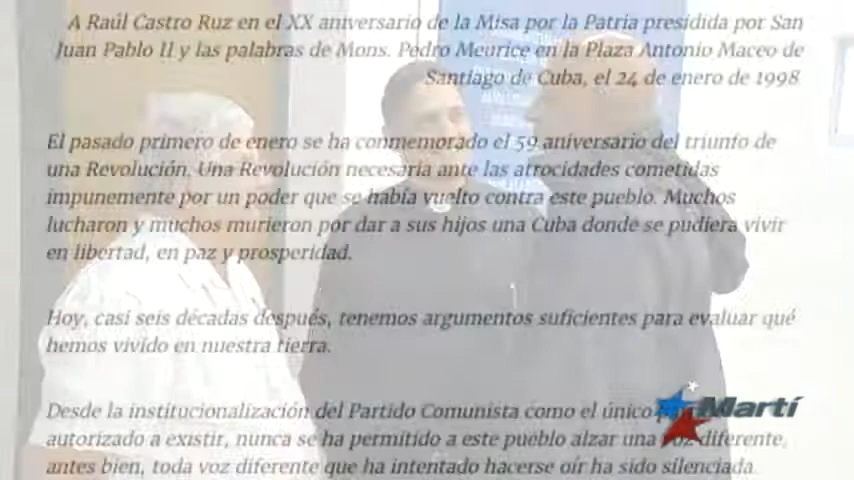 A Raúl Castro Ruz en el XX aniversario de la Misa por la Patria presidida por San
Juan Pablo II y las palabras de Mons. Pedro Meurice en la Plaza Antonio Maceo de
Santiago de Cuba, el 24 de enero de 1998
El pasado primero de enero se ha conmemorado el 59 aniversario del triunfo de
una Revolución. Una Revolución necesaria ante las atrocidades cometidas
impunemente por un poder que se había vuelto contra este pueblo. Muchos
lucharon y muchos murieron por dar a sus hijos una Cuba donde se pudiera vivir
en libertad, en paz y prosperidad.
Hoy, casi seis décadas después, tenemos argumentos suficientes para evaluar qué
hemos vivido en nuestra tierra.
Desde la institucionalización del Partido Comunista como el único
Martí
autorizado a existir, nunca se ha permitido a este pueblo alzar una voz diferente,
antes bien, toda voz diferente que ha intentado hacerse oír ha sido silenciada.